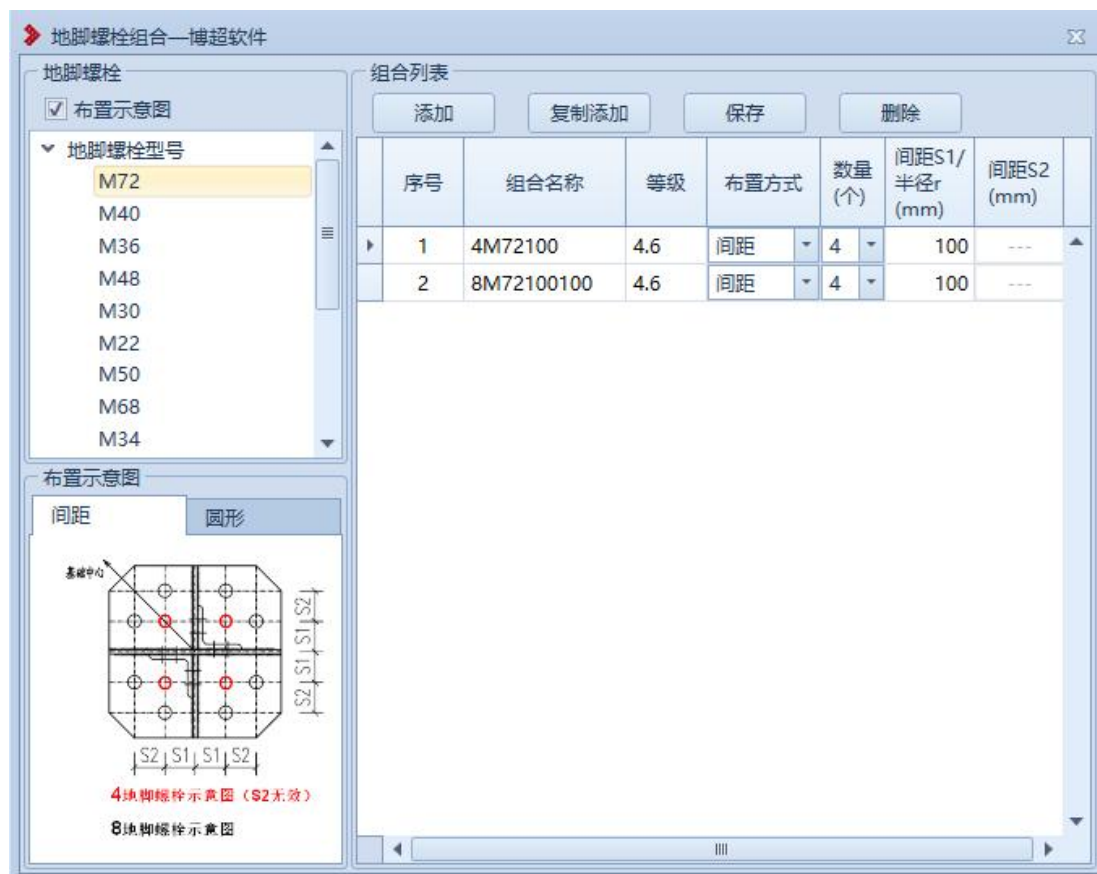 地脚螺栓组合—博超软件
地脚螺栓
布置示意图
地脚螺栓型号
M72
M40
M36
M48
M30
M22
M50
M68
M34
布置示意图
间距 圆形
基础中心
S2
S1
S1
S2
S2 S1 S1 S2
4地脚螺栓示意图（S2无效）
8地脚螺栓示意图
组合列表
添加 复制添加 保存 删除
序号 组合名称 等级 布置方式 数量(个) 间距S1/半径r(mm) 间距S2(mm)
1 4M72100 4.6 间距 4 100 ---
2 8M72100100 4.6 间距 4 100 ---